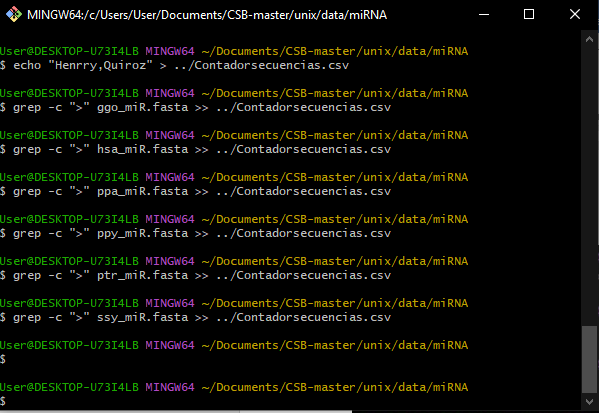 MINGW64:/c/Users/User/Documents/CSB-master/unix/data/miRNA
User@DESKTOP-U73I4LB MINGW64 ~/Documents/CSB-master/unix/data/miRNA
$ echo "Henrry,Quiroz" > ../Contadorsecuencias.csv
User@DESKTOP-U73I4LB MINGW64 ~/Documents/CSB-master/unix/data/miRNA
$ grep -c ">" ggo_miR.fasta >> ../Contadorsecuencias.csv
User@DESKTOP-U73I4LB MINGW64 ~/Documents/CSB-master/unix/data/miRNA
$ grep -c ">" hsa_miR.fasta >> ../Contadorsecuencias.csv
User@DESKTOP-U73I4LB MINGW64 ~/Documents/CSB-master/unix/data/miRNA
$ grep -c ">" ppa_miR.fasta >> ../Contadorsecuencias.csv
User@DESKTOP-U73I4LB MINGW64 ~/Documents/CSB-master/unix/data/miRNA
$ grep -c ">" ppy_miR.fasta >> ../Contadorsecuencias.csv
User@DESKTOP-U73I4LB MINGW64 ~/Documents/CSB-master/unix/data/miRNA
$ grep -c ">" ptr_miR.fasta >> ../Contadorsecuencias.csv
User@DESKTOP-U73I4LB MINGW64 ~/Documents/CSB-master/unix/data/miRNA
$ grep -c ">" ssy_miR.fasta >> ../Contadorsecuencias.csv
User@DESKTOP-U73I4LB MINGW64 ~/Documents/CSB-master/unix/data/miRNA
$
User@DESKTOP-U73I4LB MINGW64 ~/Documents/CSB-master/unix/data/miRNA
$